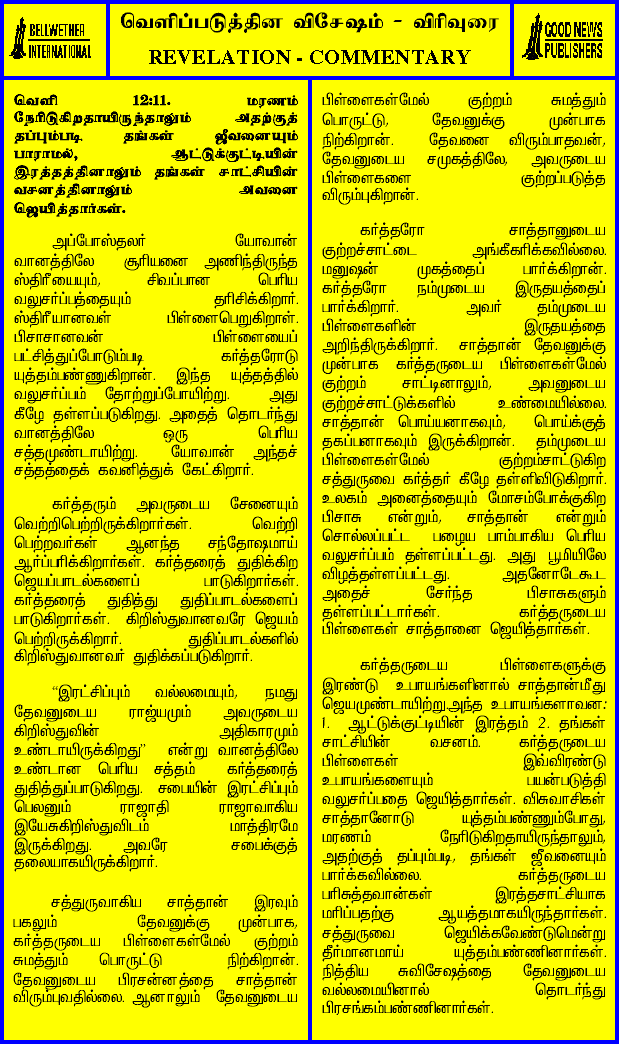 BELLWETHER
INTERNATIONAL
வெளிப்படுத்தின விசேஷம் - விரிவுரை
REVELATION - COMMENTARY
GOOD NEWS
PUBLISHERS
வெளி 12:11. மரணம்
நேரிடுகிறதாயிருந்தாலும் அதற்குத்
தப்பும்படி தங்கள் ஜீவனையும்
பாராமல், ஆட்டுக்குட்டியின்
இரத்தத்தினாலும் தங்கள் சாட்சியின்
வசனத்தினாலும் அவனை
ஜெயித்தார்கள்.
அப்போஸ்தலர் யோவான்
வானத்திலே சூரியனை அணிந்திருந்த
ஸ்திரீயையும், சிவப்பான பெரிய
வலுசர்ப்பத்தையும் தரிசிக்கிறார்.
ஸ்திரீயானவள் பிள்ளைபெறுகிறாள்.
பிசாசானவன் பிள்ளையைப்
பட்சித்துப்போடும்படி கர்த்தரோடு
யுத்தம்பண்ணுகிறான். இந்த யுத்தத்தில்
வலுசர்ப்பம் தோற்றுப்போயிற்று. அது
கீழே தள்ளப்படுகிறது. அதைத் தொடர்ந்து
வானத்திலே ஒரு பெரிய
சத்தமுண்டாயிற்று. யோவான் அந்தச்
சத்தத்தைக் கவனித்துக் கேட்கிறார்.
கர்த்தரும் அவருடைய சேனையும்
வெற்றிபெற்றிருக்கிறார்கள். வெற்றி
பெற்றவர்கள் ஆனந்த சந்தோஷமாய்
ஆர்ப்பரிக்கிறார்கள். கர்த்தரைத் துதிக்கிற
ஜெயப்பாடல்களைப் பாடுகிறார்கள்.
கர்த்தரைத் துதித்து துதிப்பாடல்களைப்
பாடுகிறார்கள். கிறிஸ்துவானவரே ஜெயம்
பெற்றிருக்கிறார். துதிப்பாடல்களில்
கிறிஸ்துவானவர் துதிக்கப்படுகிறார்.
“இரட்சிப்பும் வல்லமையும், நமது
தேவனுடைய ராஜ்யமும் அவருடைய
கிறிஸ்துவின் அதிகாரமும்
உண்டாயிருக்கிறது” என்று வானத்திலே
உண்டான பெரிய சத்தம் கர்த்தரைத்
துதித்துப்பாடுகிறது. சபையின் இரட்சிப்பும்
பெலனும் ராஜாதி ராஜாவாகிய
இயேசுகிறிஸ்துவிடம் மாத்திரமே
இருக்கிறது. அவரே சபைக்குத்
தலையாகயிருக்கிறார்.
சத்துருவாகிய சாத்தான் இரவும்
பகலும் தேவனுக்கு முன்பாக,
கர்த்தருடைய பிள்ளைகள்மேல் குற்றம்
சுமத்தும் பொருட்டு நிற்கிறான்.
தேவனுடைய பிரசன்னத்தை சாத்தான்
விரும்புவதில்லை. ஆனாலும் தேவனுடைய
பிள்ளைகள்மேல் குற்றம் சுமத்தும்
பொருட்டு, தேவனுக்கு முன்பாக
நிற்கிறான். தேவனை விரும்பாதவன்,
தேவனுடைய சமுகத்திலே, அவருடைய
பிள்ளைகளை குற்றப்படுத்த
விரும்புகிறான்.
கர்த்தரோ சாத்தானுடைய
குற்றச்சாட்டை அங்கீகரிக்கவில்லை.
மனுஷன் முகத்தைப் பார்க்கிறான்.
கர்த்தரோ நம்முடைய இருதயத்தைப்
பார்க்கிறார். அவர் தம்முடைய
பிள்ளைகளின் இருதயத்தை
அறிந்திருக்கிறார். சாத்தான் தேவனுக்கு
முன்பாக கர்த்தருடைய பிள்ளைகள்மேல்
குற்றம் சாட்டினாலும், அவனுடைய
குற்றச்சாட்டுக்களில் உண்மையில்லை.
சாத்தான் பொய்யனாகவும், பொய்க்குத்
தகப்பனாகவும் இருக்கிறான். தம்முடைய
பிள்ளைகள்மேல் குற்றம்சாட்டுகிற
சத்துருவை கர்த்தர் கீழே தள்ளிவிடுகிறார்.
உலகம் அனைத்தையும் மோசம்போக்குகிற
பிசாசு என்றும், சாத்தான் என்றும்
சொல்லப்பட்ட பழைய பாம்பாகிய பெரிய
வலுசர்ப்பம் தள்ளப்பட்டது. அது பூமியிலே
விழத்தள்ளப்பட்டது. அதனோடேகூட
அதைச் சேர்ந்த பிசாசுகளும்
தள்ளப்பட்டார்கள். கர்த்தருடைய
பிள்ளைகள் சாத்தானை ஜெயித்தார்கள்.
கர்த்தருடைய பிள்ளைகளுக்கு
இரண்டு உபாயங்களினால் சாத்தான்மீது
ஜெயமுண்டாயிற்று.அந்த உபாயங்களாவன:
1. ஆட்டுக்குட்டியின் இரத்தம் 2. தங்கள்
சாட்சியின் வசனம். கர்த்தருடைய
பிள்ளைகள் இவ்விரண்டு
உபாயங்களையும் பயன்படுத்தி
வலுசர்ப்பதை ஜெயித்தார்கள். விசுவாசிகள்
சாத்தானோடு யுத்தம்பண்ணும்போது,
மரணம் நேரிடுகிறதாயிருந்தாலும்,
அதற்குத் தப்பும்படி, தங்கள் ஜீவனையும்
பார்க்கவில்லை. கர்த்தருடைய
பரிசுத்தவான்கள் இரத்தசாட்சியாக
மரிப்பதற்கு ஆயத்தமாகயிருந்தார்கள்.
சத்துருவை ஜெயிக்கவேண்டுமென்று
தீர்மானமாய் யுத்தம்பண்ணினார்கள்.
நித்திய சுவிசேஷத்தை தேவனுடைய
வல்லமையினால் தொடர்ந்து
பிரசங்கம்பண்ணினார்கள்.